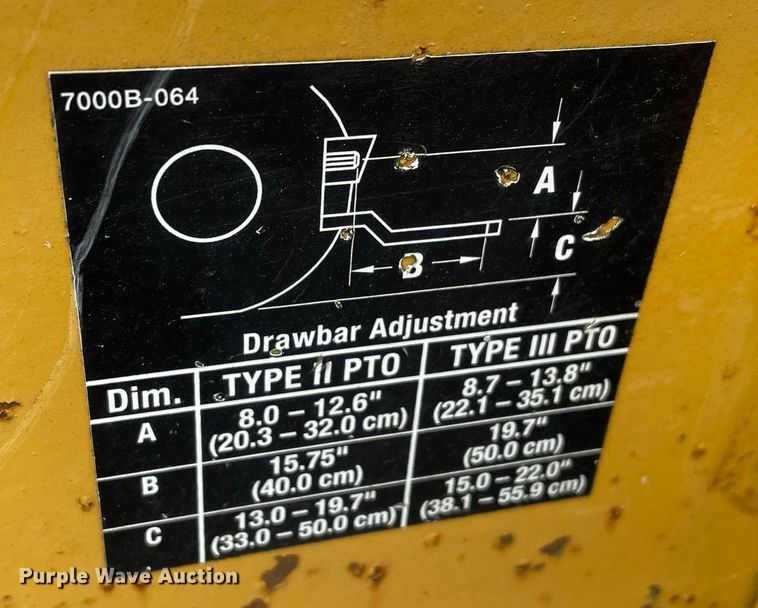 7000B-064
A
C
B
Drawbar Adjustment
Dim. TYPE II PTO TYPE III PTO
A 8.0 – 12.6" 8.7 – 13.8"
(20.3 – 32.0 cm) (22.1 – 35.1 cm)
B 15.75" 19.7"
(40.0 cm) (50.0 cm)
C 13.0 – 19.7" 15.0 – 22.0"
(33.0 – 50.0 cm) (38.1 – 55.9 cm)
Purple Wave Auction